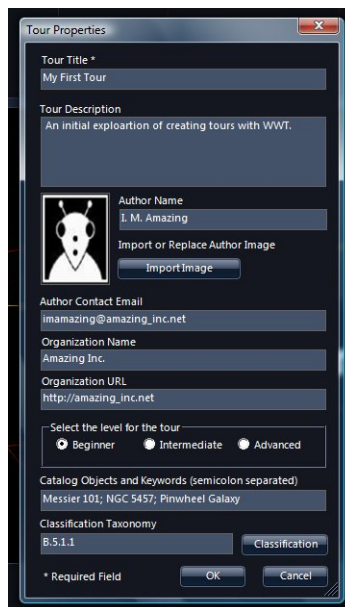 Tour Properties
Tour Title *
My First Tour
Tour Description
An initial exploartion of creating tours with WWT.
Author Name
I. M. Amazing
Import or Replace Author Image
Import Image
Author Contact Email
imamazing@amazing_inc.net
Organization Name
Amazing Inc.
Organization URL
http://amazing_inc.net
Select the level for the tour
Beginner Intermediate Advanced
Catalog Objects and Keywords (semicolon separated)
Messier 101; NGC 5457; Pinwheel Galaxy
Classification Taxonomy
B.5.1.1 Classification
* Required Field OK Cancel